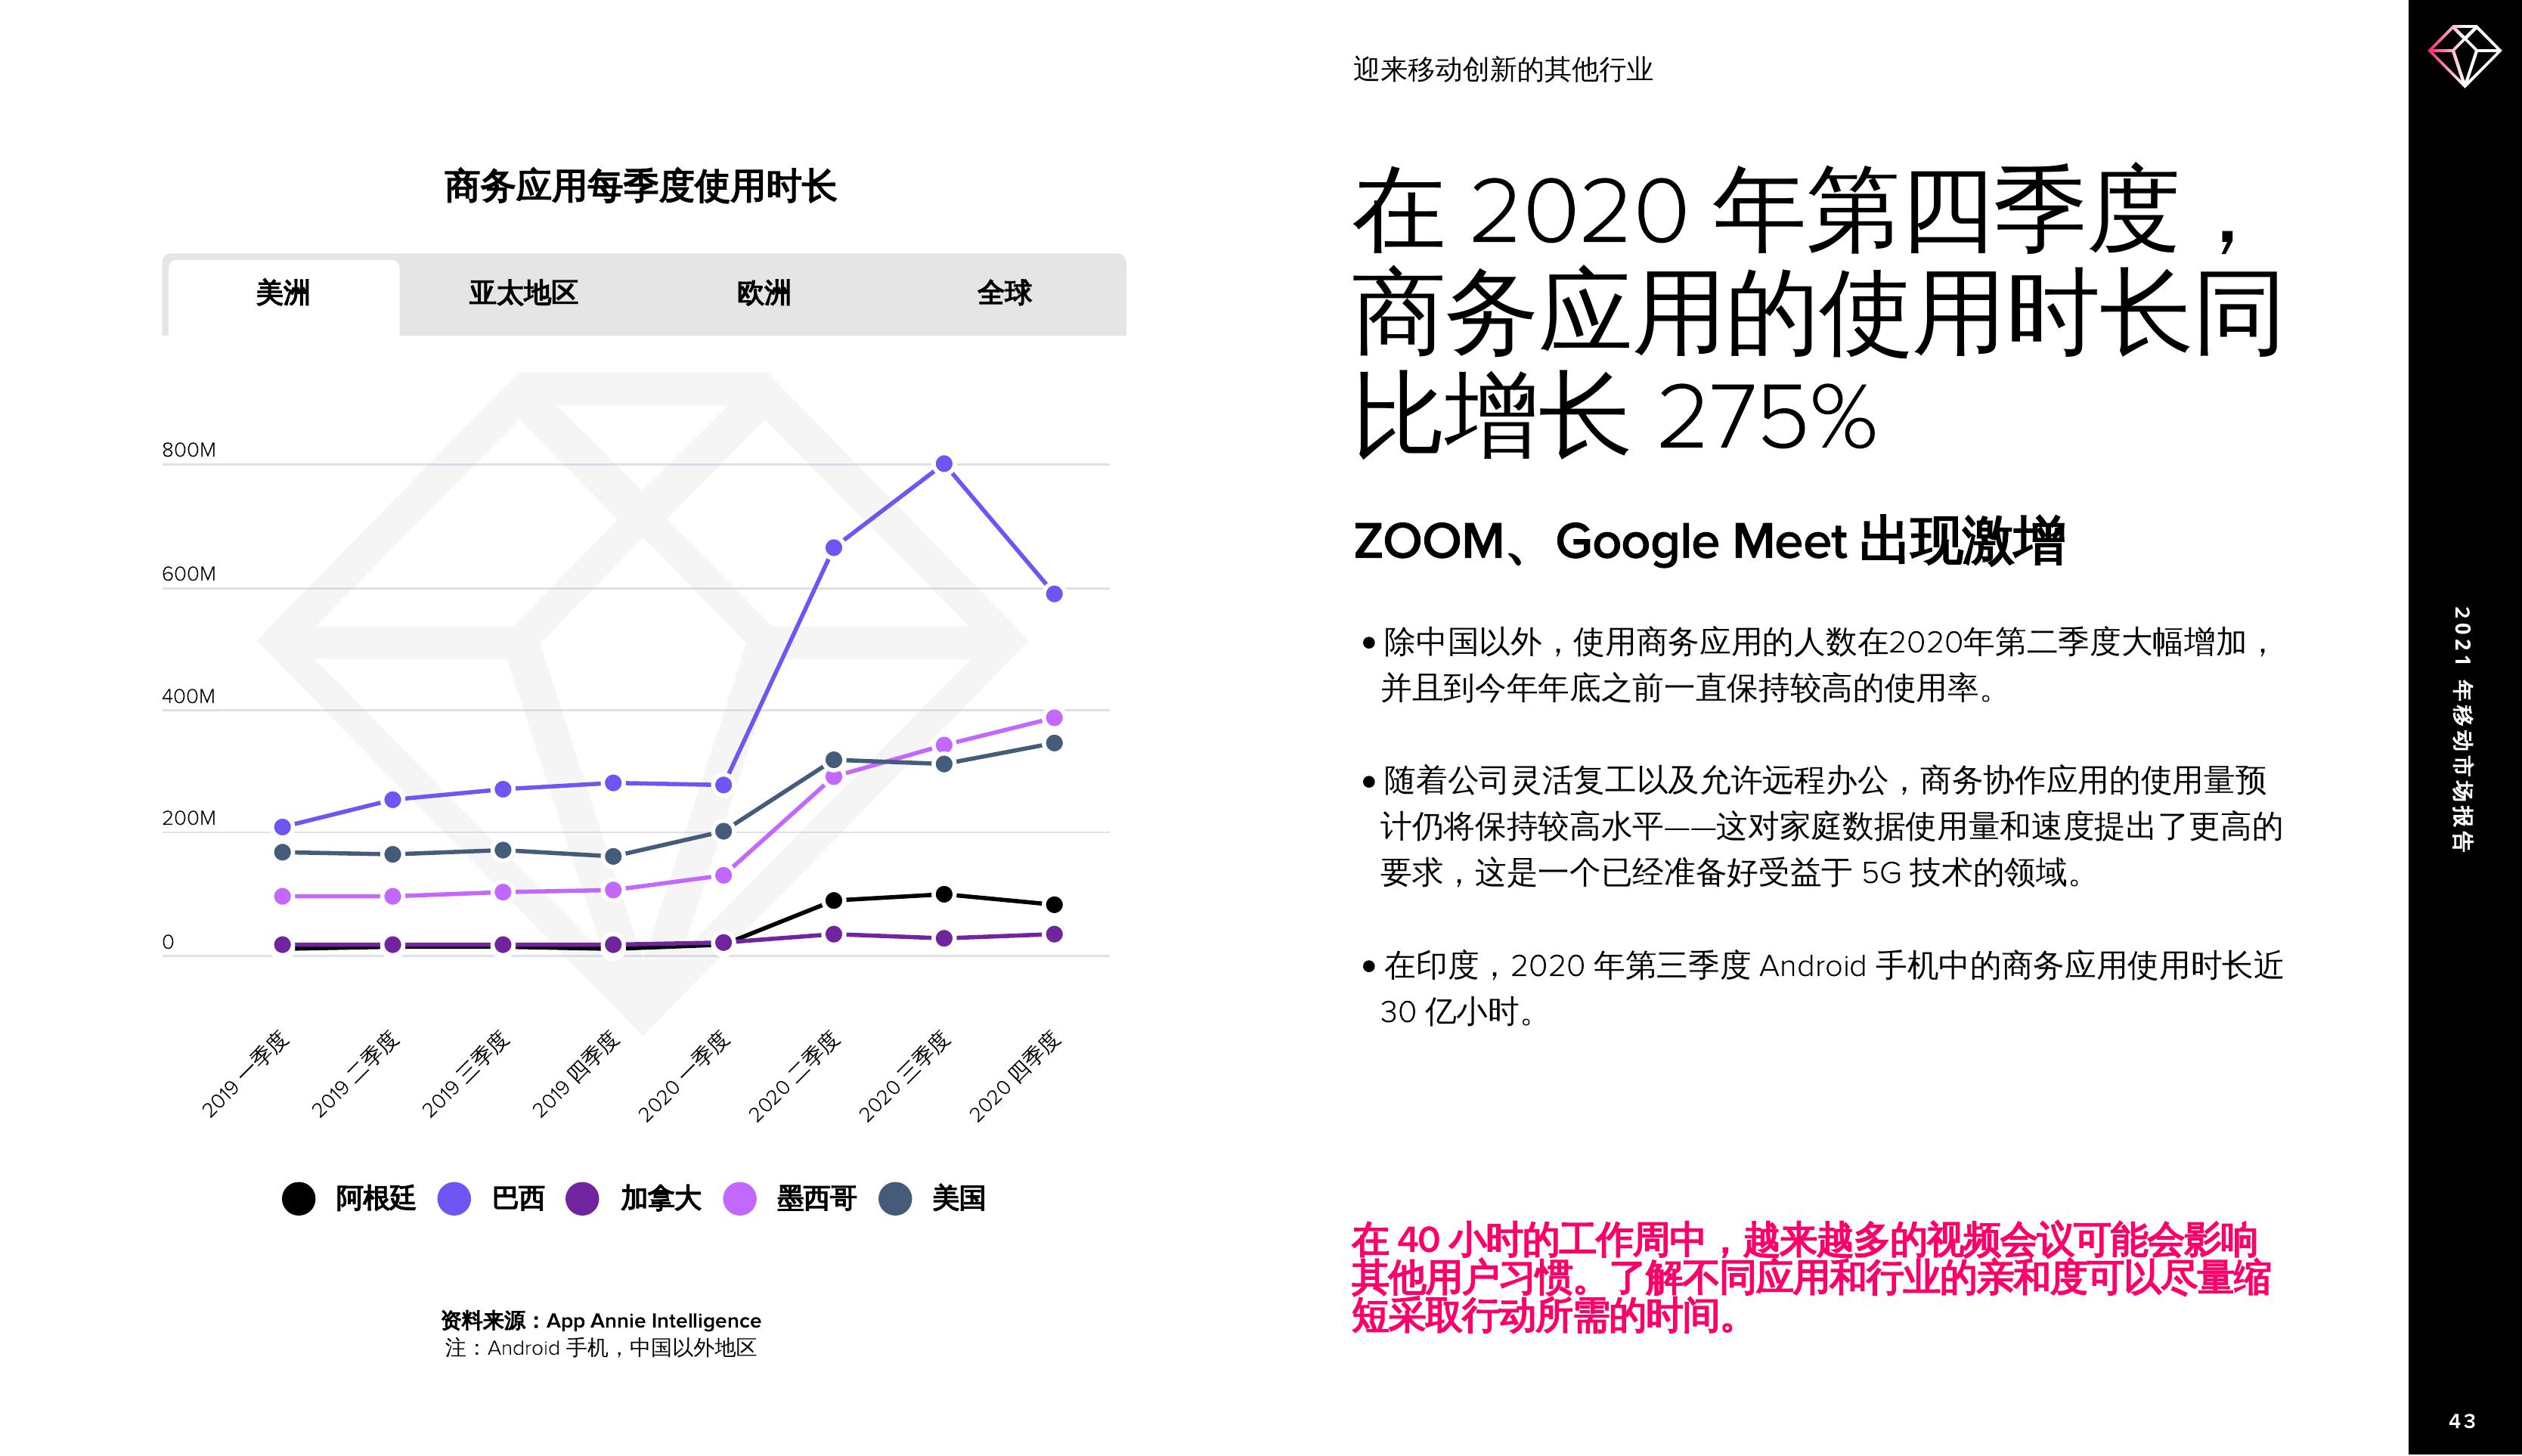 迎来移动创新的其他行业
商务应用每季度使用时长
美洲 亚太地区 欧洲 全球
800M
600M
400M
200M
0
2019 一季度 2019 二季度 2019 三季度 2019 四季度 2020 一季度 2020 二季度 2020 三季度 2020 四季度
阿根廷 巴西 加拿大 墨西哥 美国
资料来源：App Annie Intelligence
注：Android 手机，中国以外地区
在 2020 年第四季度，
商务应用的使用时长同
比增长 275%
ZOOM、Google Meet 出现激增
• 除中国以外，使用商务应用的人数在2020年第二季度大幅增加，
并且到今年年底之前一直保持较高的使用率。
• 随着公司灵活复工以及允许远程办公，商务协作应用的使用量预
计仍将保持较高水平——这对家庭数据使用量和速度提出了更高的
要求，这是一个已经准备好受益于 5G 技术的领域。
• 在印度，2020 年第三季度 Android 手机中的商务应用使用时长近
30 亿小时。
在 40 小时的工作周中，越来越多的视频会议可能会影响
其他用户习惯。了解不同应用和行业的亲和度可以尽量缩
短采取行动所需的时间。
2021 年移动市场报告
43